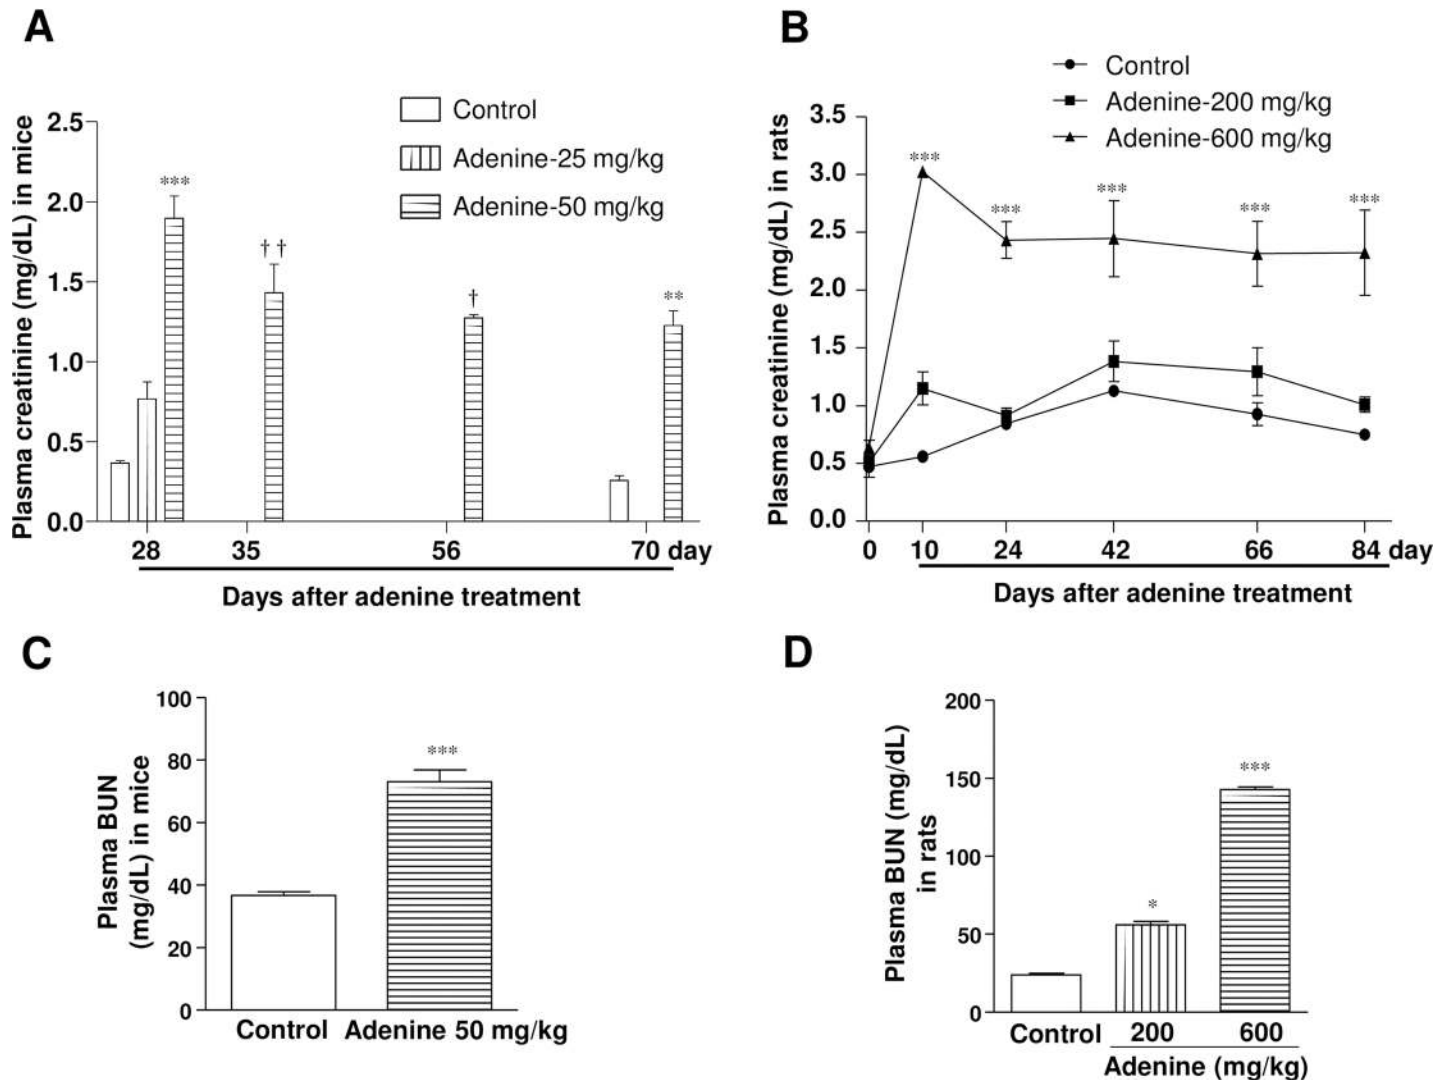 A
Control
Adenine-25 mg/kg
Adenine-50 mg/kg
Plasma creatinine (mg/dL) in mice
2.5
2.0
1.5
1.0
0.5
0.0
***
† †
†
**
28 35 56 70 day
Days after adenine treatment
B
Control
Adenine-200 mg/kg
Adenine-600 mg/kg
Plasma creatinine (mg/dL) in rats
3.5
3.0
2.5
2.0
1.5
1.0
0.5
0.0
***
***
***
***
***
0 10 24 42 66 84 day
Days after adenine treatment
C
Plasma BUN
(mg/dL) in mice
100
80
60
40
20
0
***
Control Adenine 50 mg/kg
D
Plasma BUN (mg/dL)
in rats
200
150
100
50
0
*
***
Control 200 600
Adenine (mg/kg)